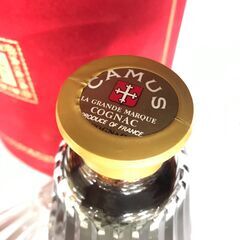 CAMUS
LA GRANDE MARQUE
COGNAC
PRODUCE OF FRANCE